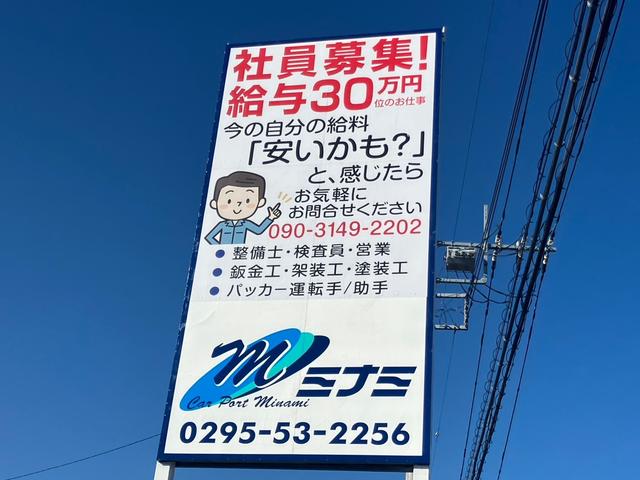 社員募集!
給与30万円
位のお仕事
今の自分の給料
「安いかも?」
と、感じたら
お気軽に
お問合せください
090-3149-2202
● 整備士・検査員・営業
● 鈑金工・架装工・塗装工
● パッカー運転手/助手
m ミナミ
Car Port Minami
0295-53-2256